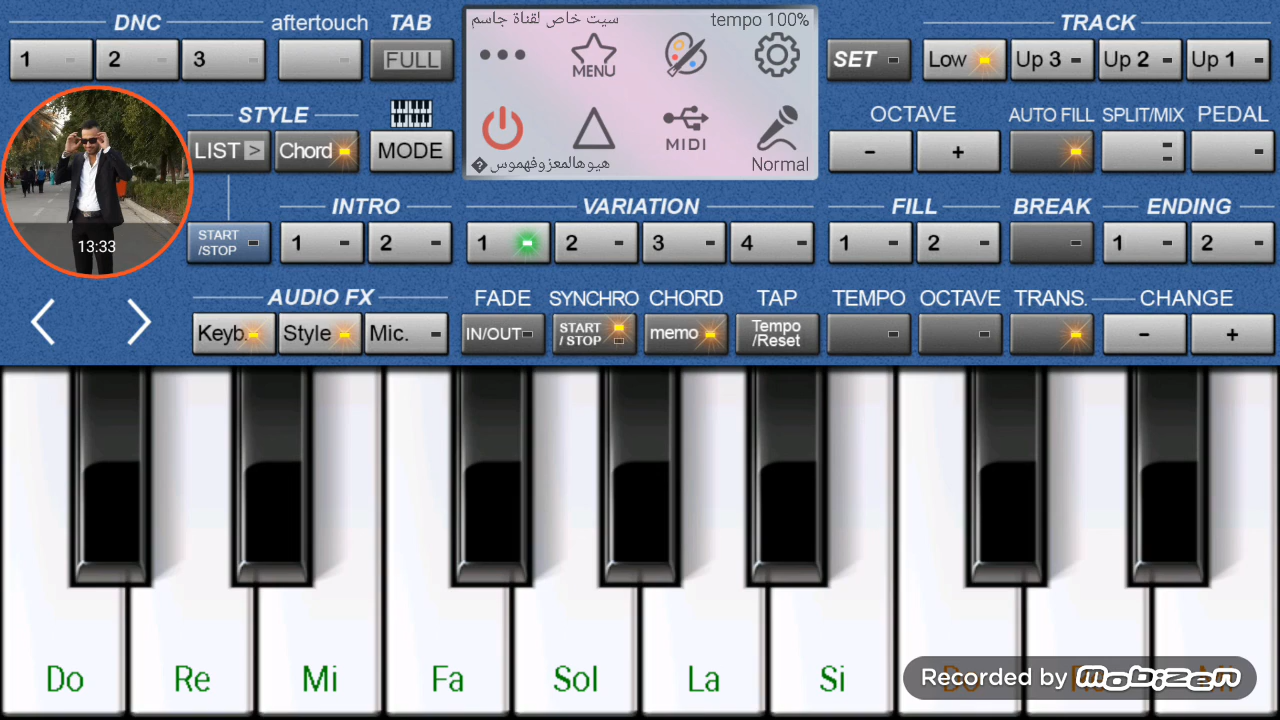 DNC aftertouch TAB
سيت خاص لقناة جاسم tempo 100%
TRACK
1 2 3 FULL
MENU
SET Low Up 3 Up 2 Up 1
STYLE
OCTAVE AUTO FILL SPLIT/MIX PEDAL
LIST > Chord MODE
MIDI
- +
هيوهالمعزوفهموس Normal
INTRO VARIATION FILL BREAK ENDING
START
/STOP
1 2 1 2 3 4 1 2 1 2
13:33
AUDIO FX FADE SYNCHRO CHORD TAP TEMPO OCTAVE TRANS. CHANGE
Keyb. Style Mic. IN/OUT START
/ STOP
memo Tempo
/Reset
- +
Do Re Mi Fa Sol La Si
Recorded by Mobizen